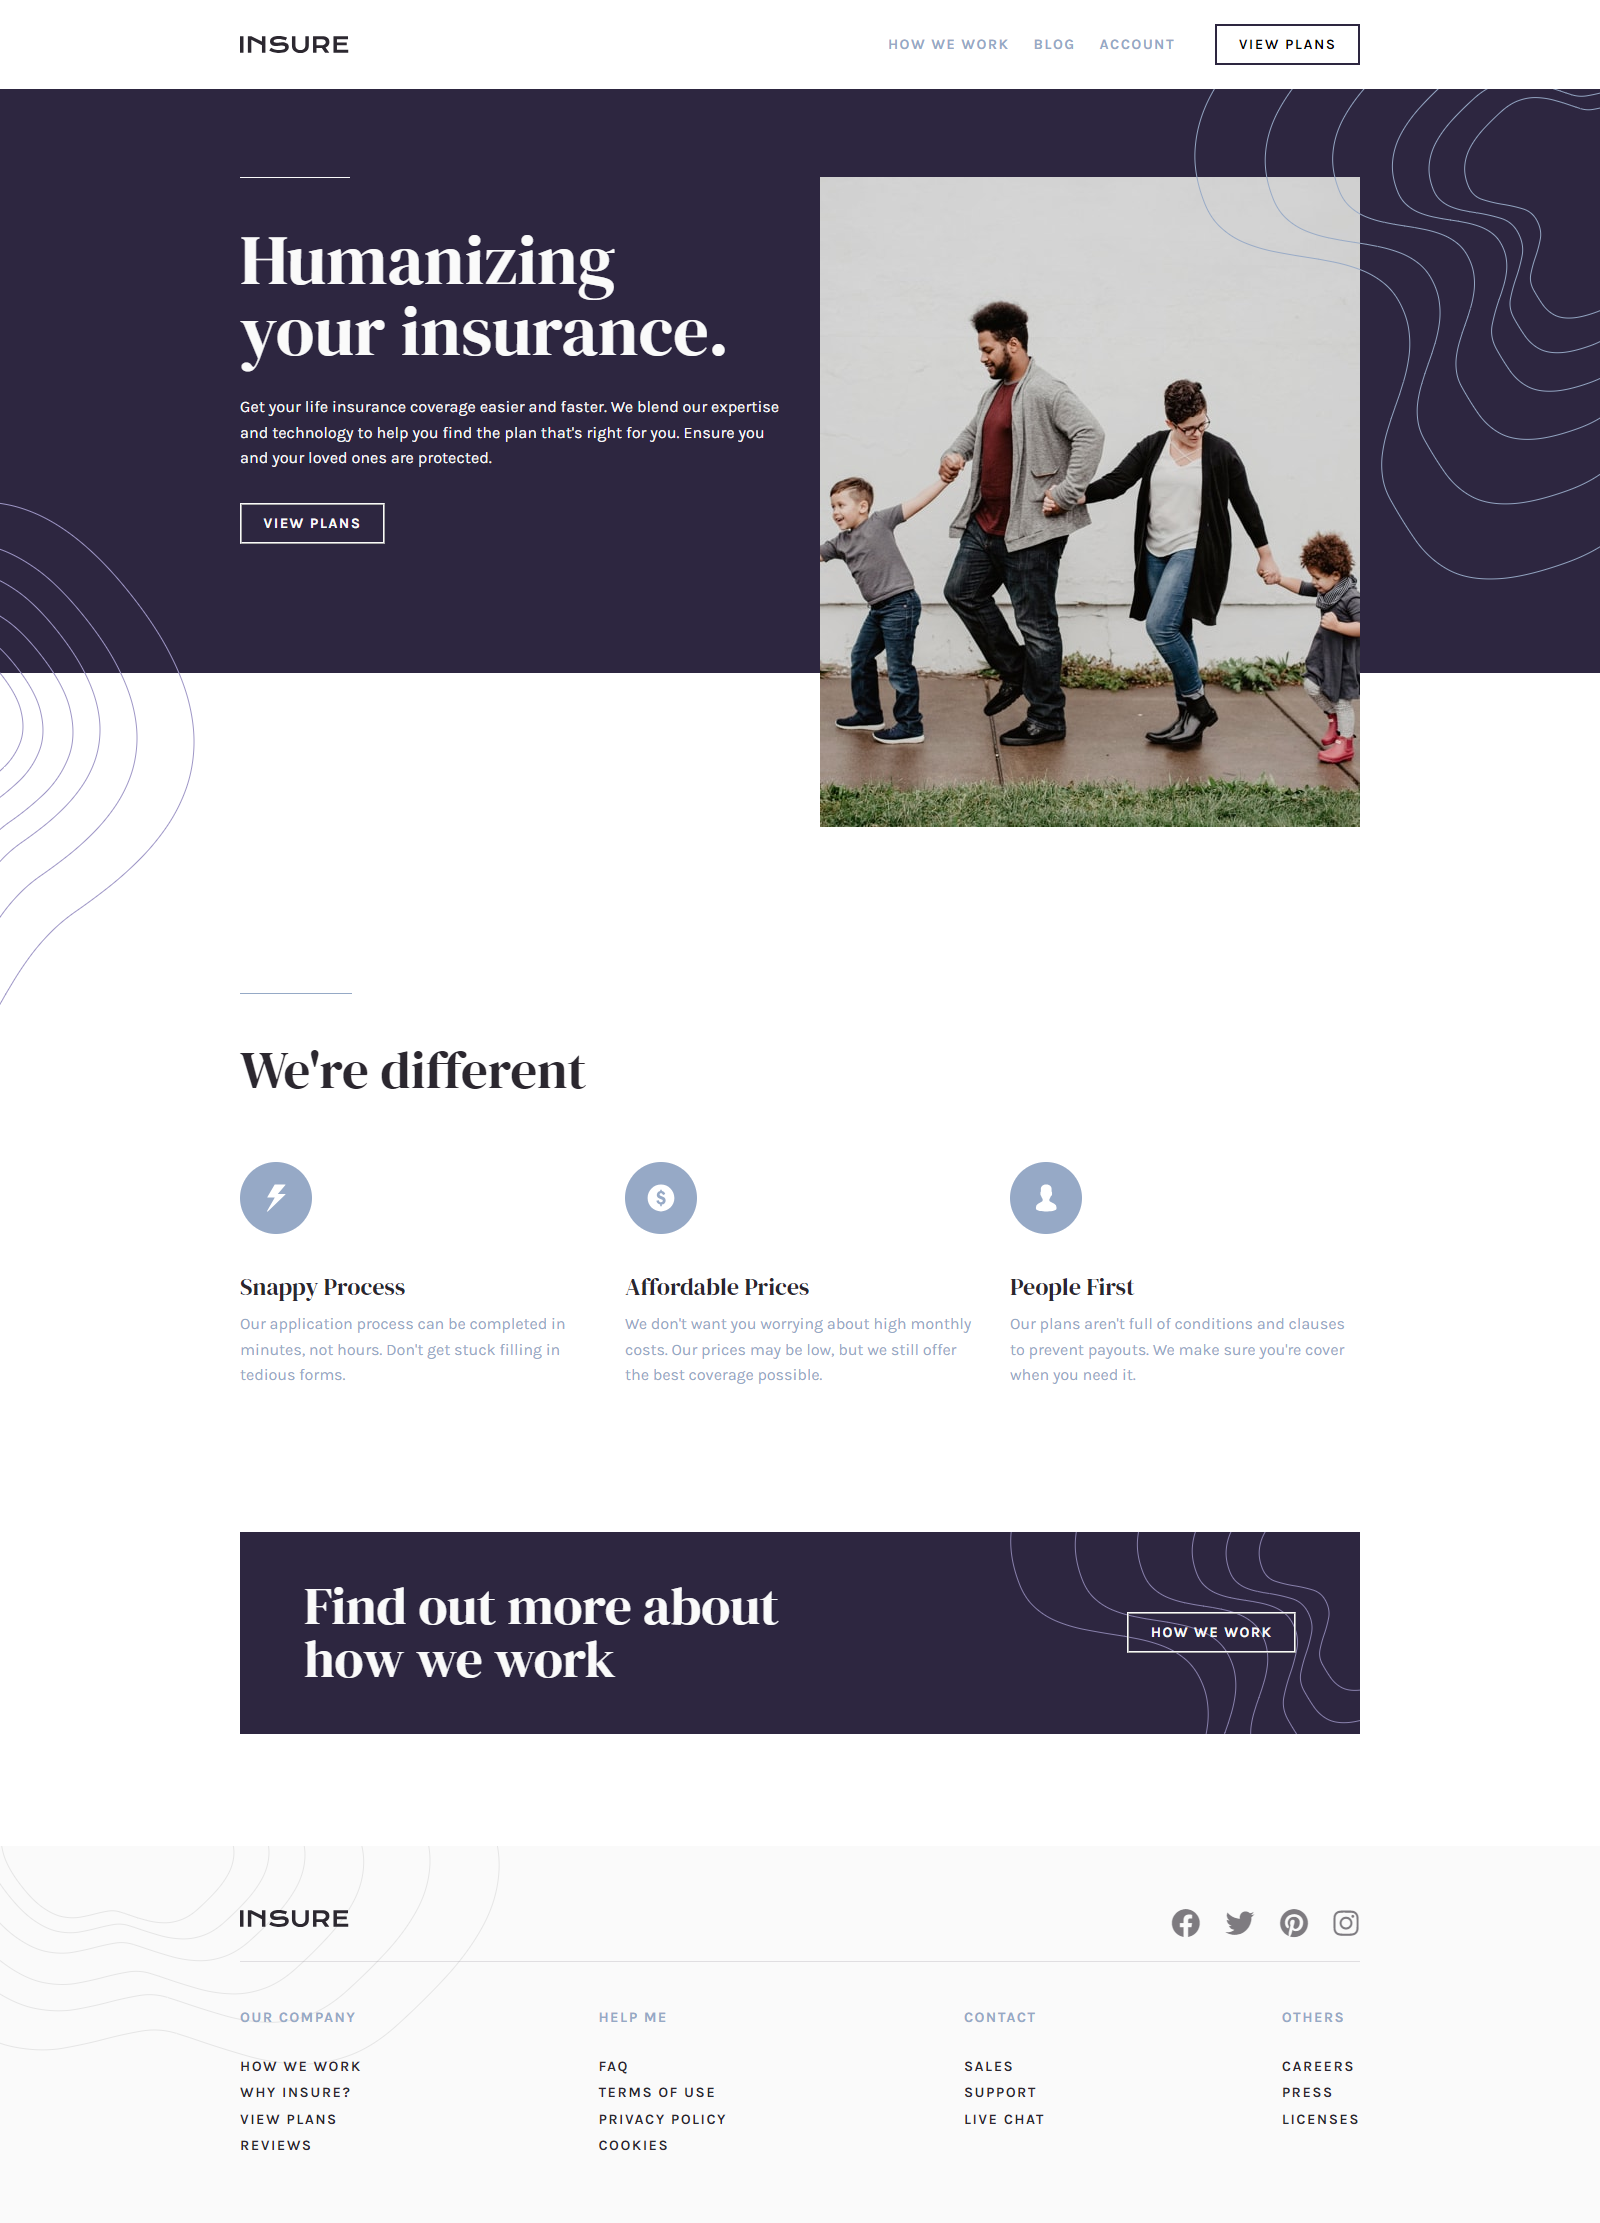 INSURE
HOW WE WORK BLOG ACCOUNT VIEW PLANS
Humanizing
your insurance.
Get your life insurance coverage easier and faster. We blend our expertise
and technology to help you find the plan that's right for you. Ensure you
and your loved ones are protected.
VIEW PLANS
We're different
Snappy Process
Our application process can be completed in
minutes, not hours. Don't get stuck filling in
tedious forms.
Affordable Prices
We don't want you worrying about high monthly
costs. Our prices may be low, but we still offer
the best coverage possible.
People First
Our plans aren't full of conditions and clauses
to prevent payouts. We make sure you're cover
when you need it.
Find out more about
how we work
HOW WE WORK
INSURE
OUR COMPANY
HOW WE WORK
WHY INSURE?
VIEW PLANS
REVIEWS
HELP ME
FAQ
TERMS OF USE
PRIVACY POLICY
COOKIES
CONTACT
SALES
SUPPORT
LIVE CHAT
OTHERS
CAREERS
PRESS
LICENSES